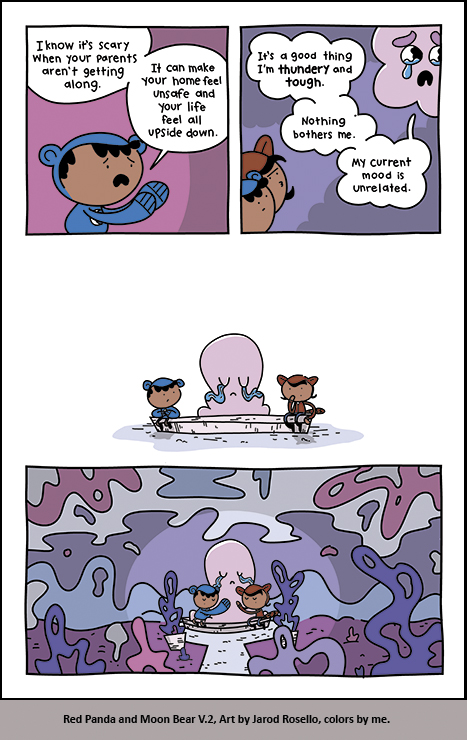 I know it's scary
when your parents
aren't getting
along.
It can make
your home feel
unsafe and
your life
feel all
upside down.
It's a good thing
I'm thundery and
tough.
Nothing
bothers me.
My current
mood is
unrelated.
Red Panda and Moon Bear V.2, Art by Jarod Rosello, colors by me.